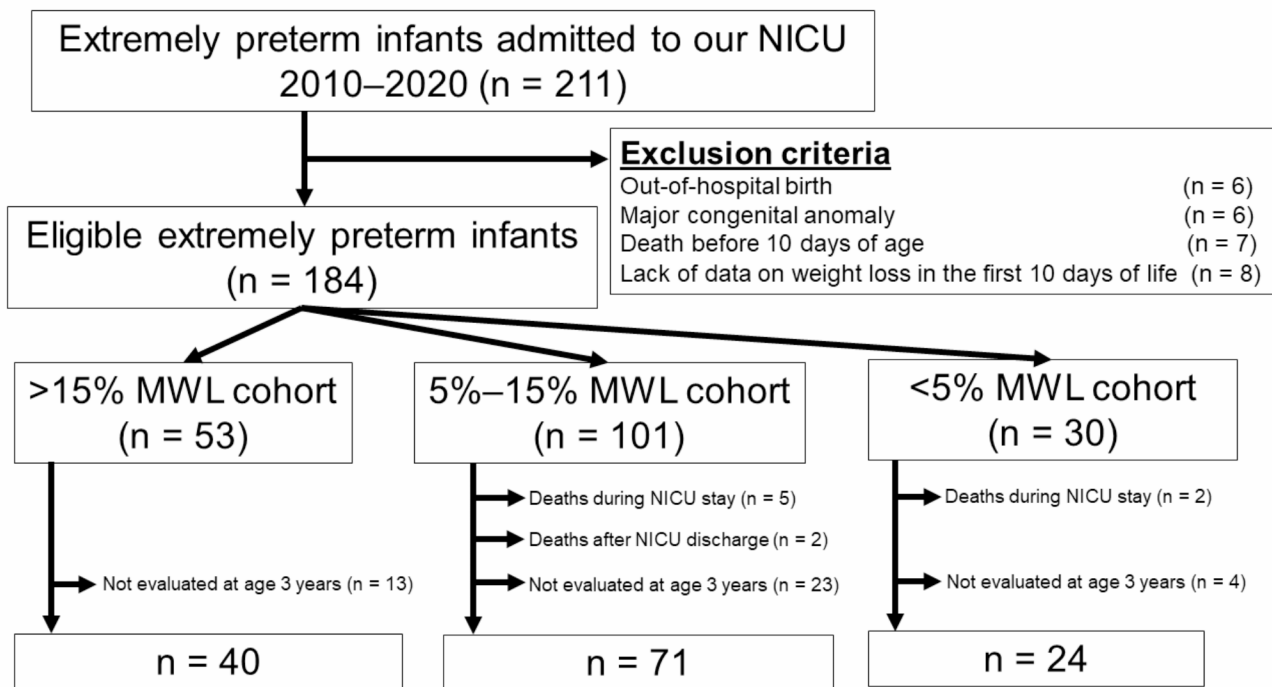 Extremely preterm infants admitted to our NICU
2010–2020 (n = 211)
Exclusion criteria
Out-of-hospital birth (n = 6)
Major congenital anomaly (n = 6)
Death before 10 days of age (n = 7)
Lack of data on weight loss in the first 10 days of life (n = 8)
Eligible extremely preterm infants
(n = 184)
>15% MWL cohort
(n = 53)
5%–15% MWL cohort
(n = 101)
<5% MWL cohort
(n = 30)
Deaths during NICU stay (n = 5)
Deaths during NICU stay (n = 2)
Deaths after NICU discharge (n = 2)
Not evaluated at age 3 years (n = 13)
Not evaluated at age 3 years (n = 23)
Not evaluated at age 3 years (n = 4)
n = 40
n = 71
n = 24